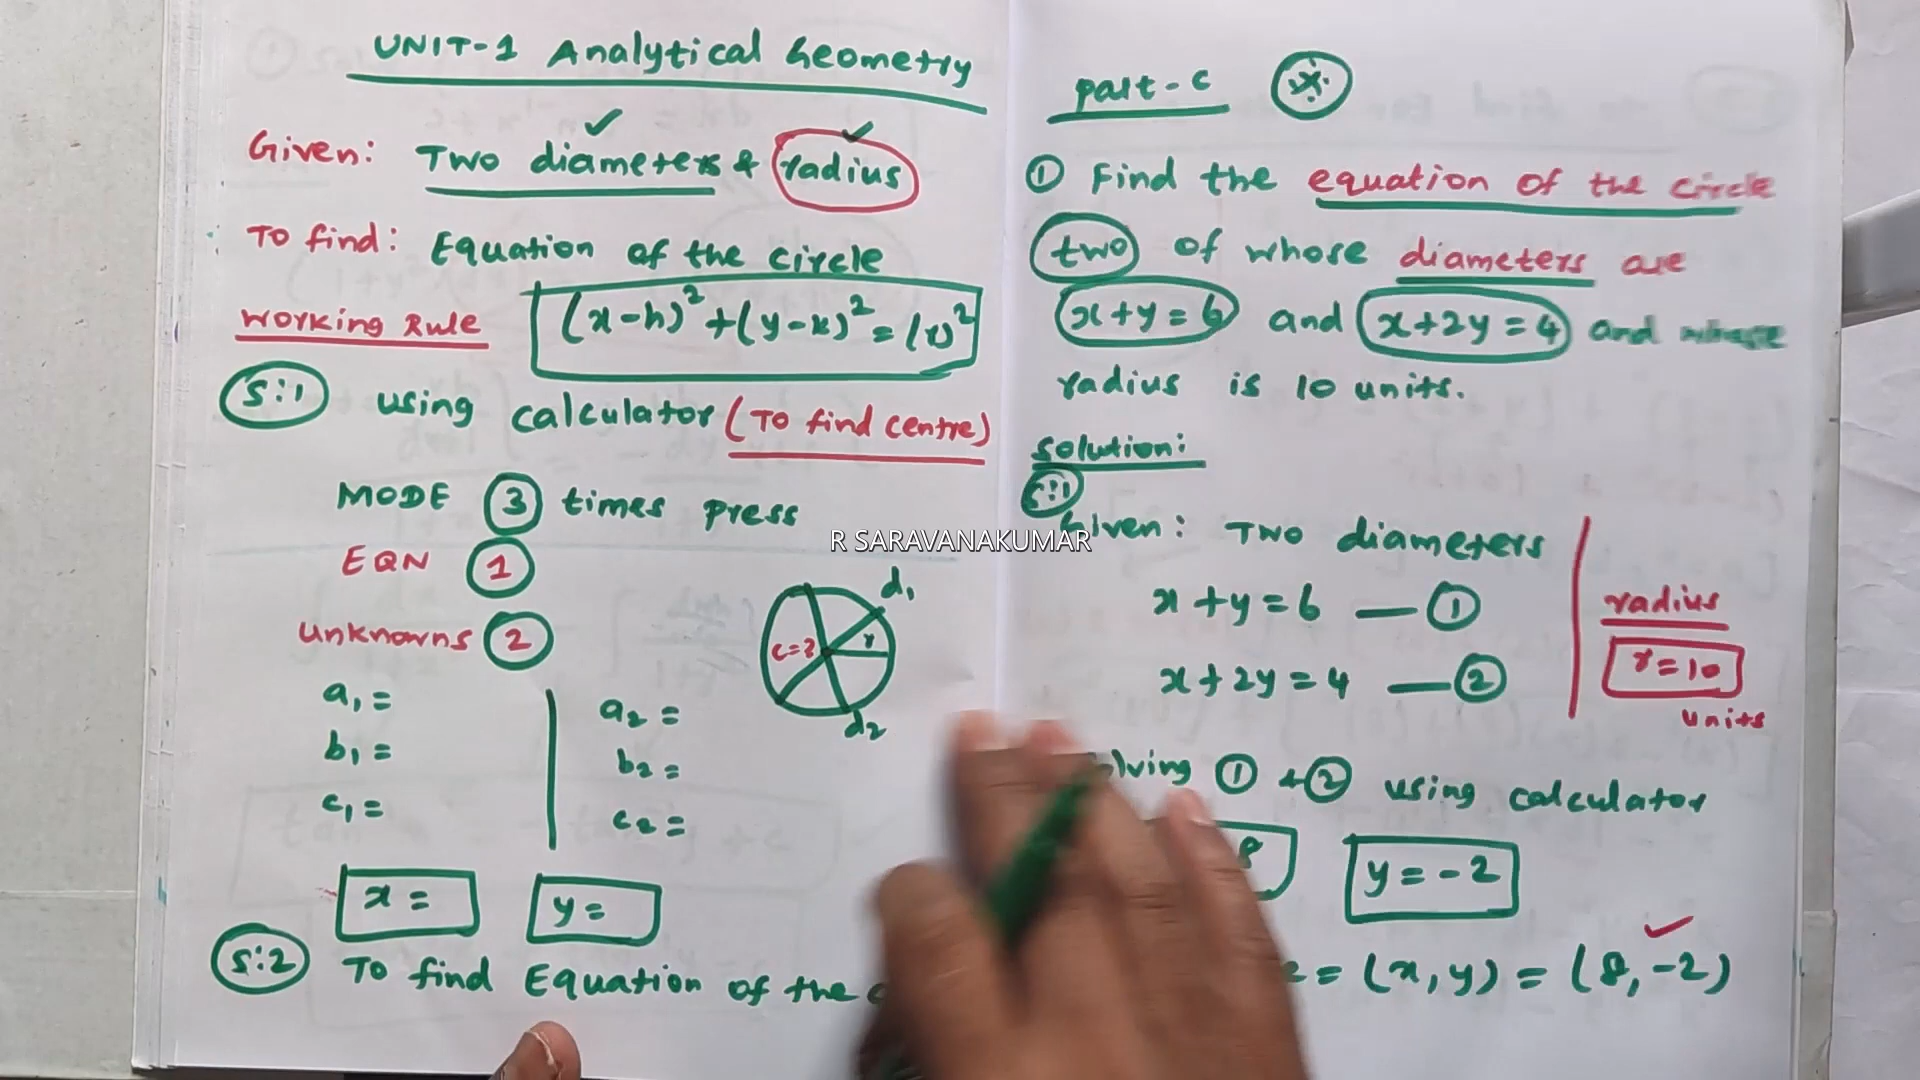 UNIT-1 Analytical Geometry
Given: Two diameters & radius
To find: Equation of the circle
Working Rule (x-h)²+(y-k)²=(r)²
S:1 using calculator (To find centre)
MODE 3 times press
EQN 1
unknowns 2
a₁=
b₁=
c₁=
a₂=
b₂=
c₂=
d₁
c=?
r
d₂
x=
y=
S:2 To find Equation of the
Part-C
① Find the equation of the circle
two of whose diameters are
x+y=6 and x+2y=4 and whose
radius is 10 units.
Solution:
S:1
Given: Two diameters
x+y=6 — ①
x+2y=4 — ②
radius
r=10
units
① & ② using calculator
8
y=-2
= (x,y) = (8,-2)
R SARAVANAKUMAR